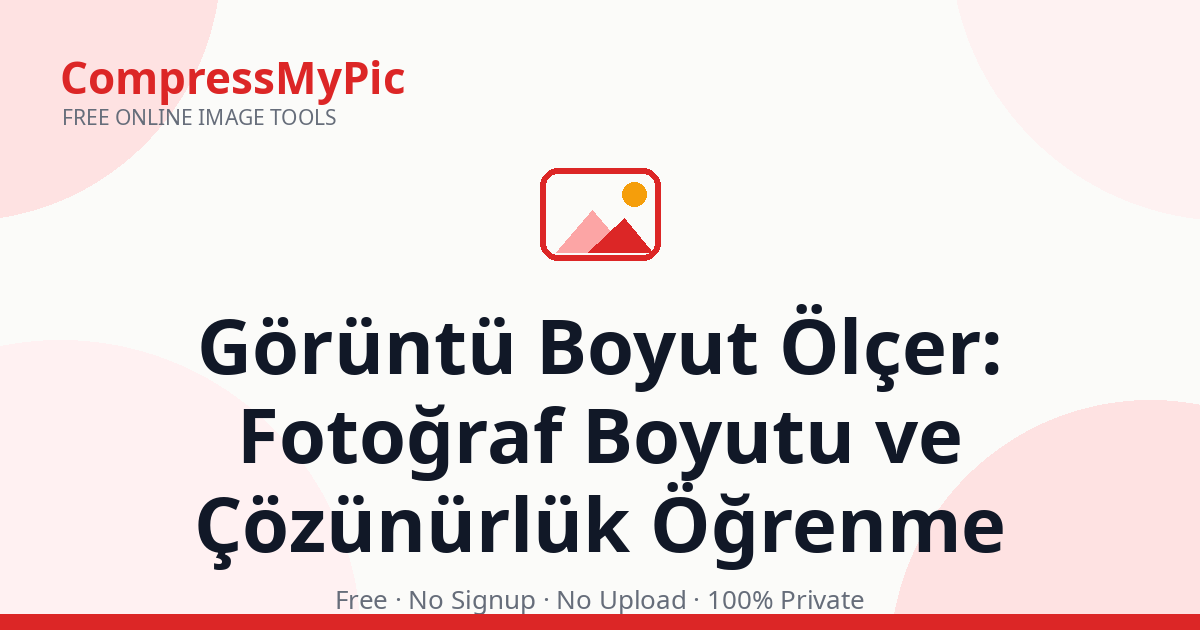 CompressMyPic
FREE ONLINE IMAGE TOOLS
Görüntü Boyut Ölçer:
Fotoğraf Boyutu ve
Çözünürlük Öğrenme
Free · No Signup · No Upload · 100% Private